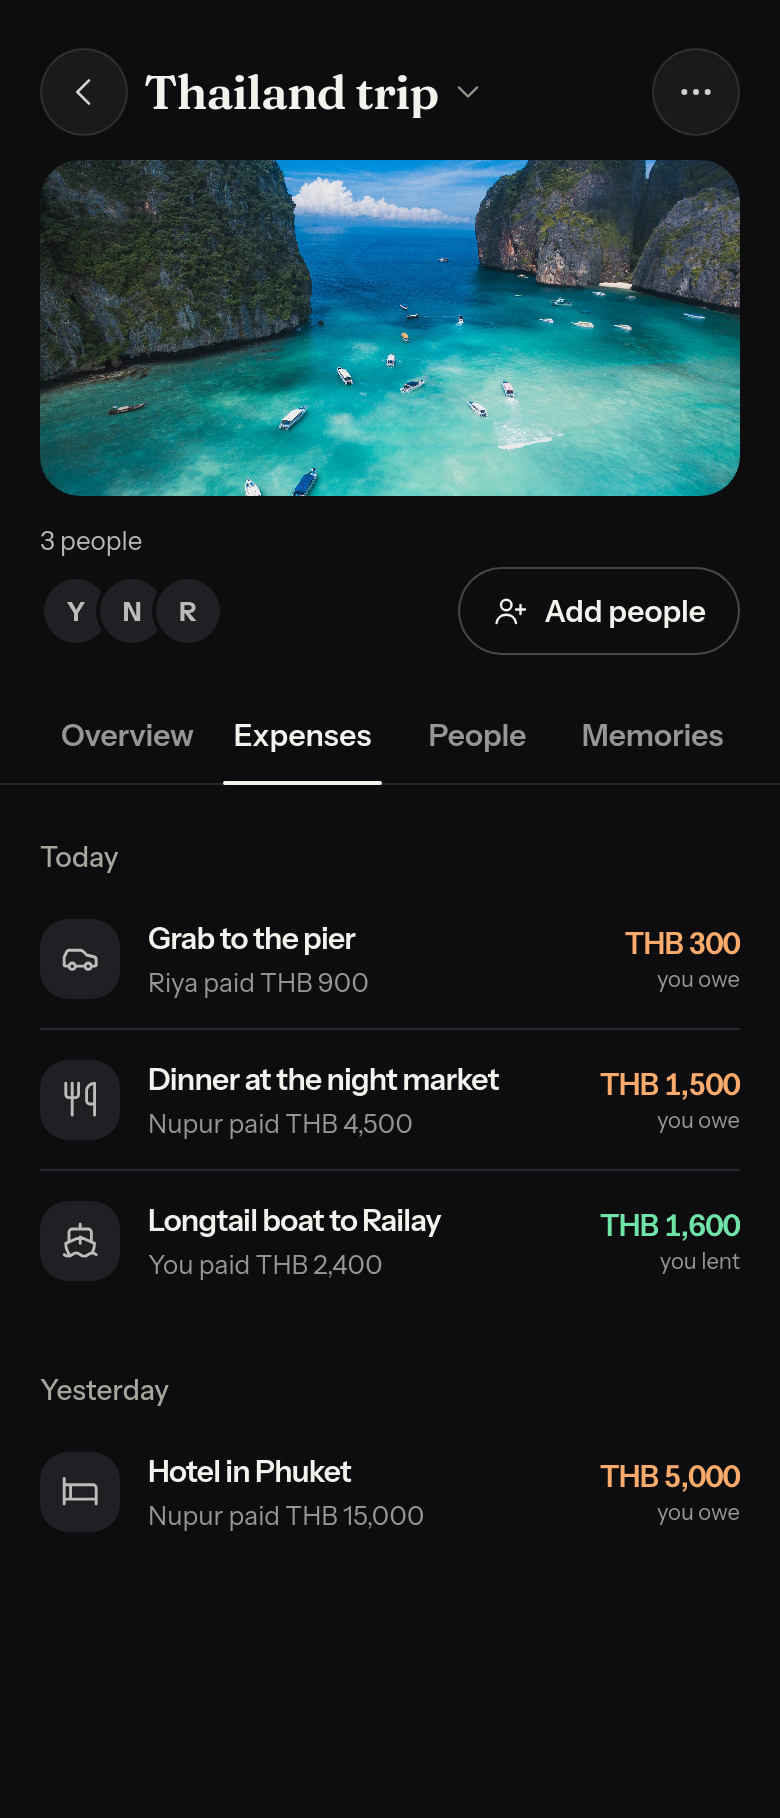 Thailand trip
3 people
Y N R
Add people
Overview Expenses People Memories
Today
Grab to the pier
THB 300
Riya paid THB 900
you owe
Dinner at the night market
THB 1,500
Nupur paid THB 4,500
you owe
Longtail boat to Railay
THB 1,600
You paid THB 2,400
you lent
Yesterday
Hotel in Phuket
THB 5,000
Nupur paid THB 15,000
you owe